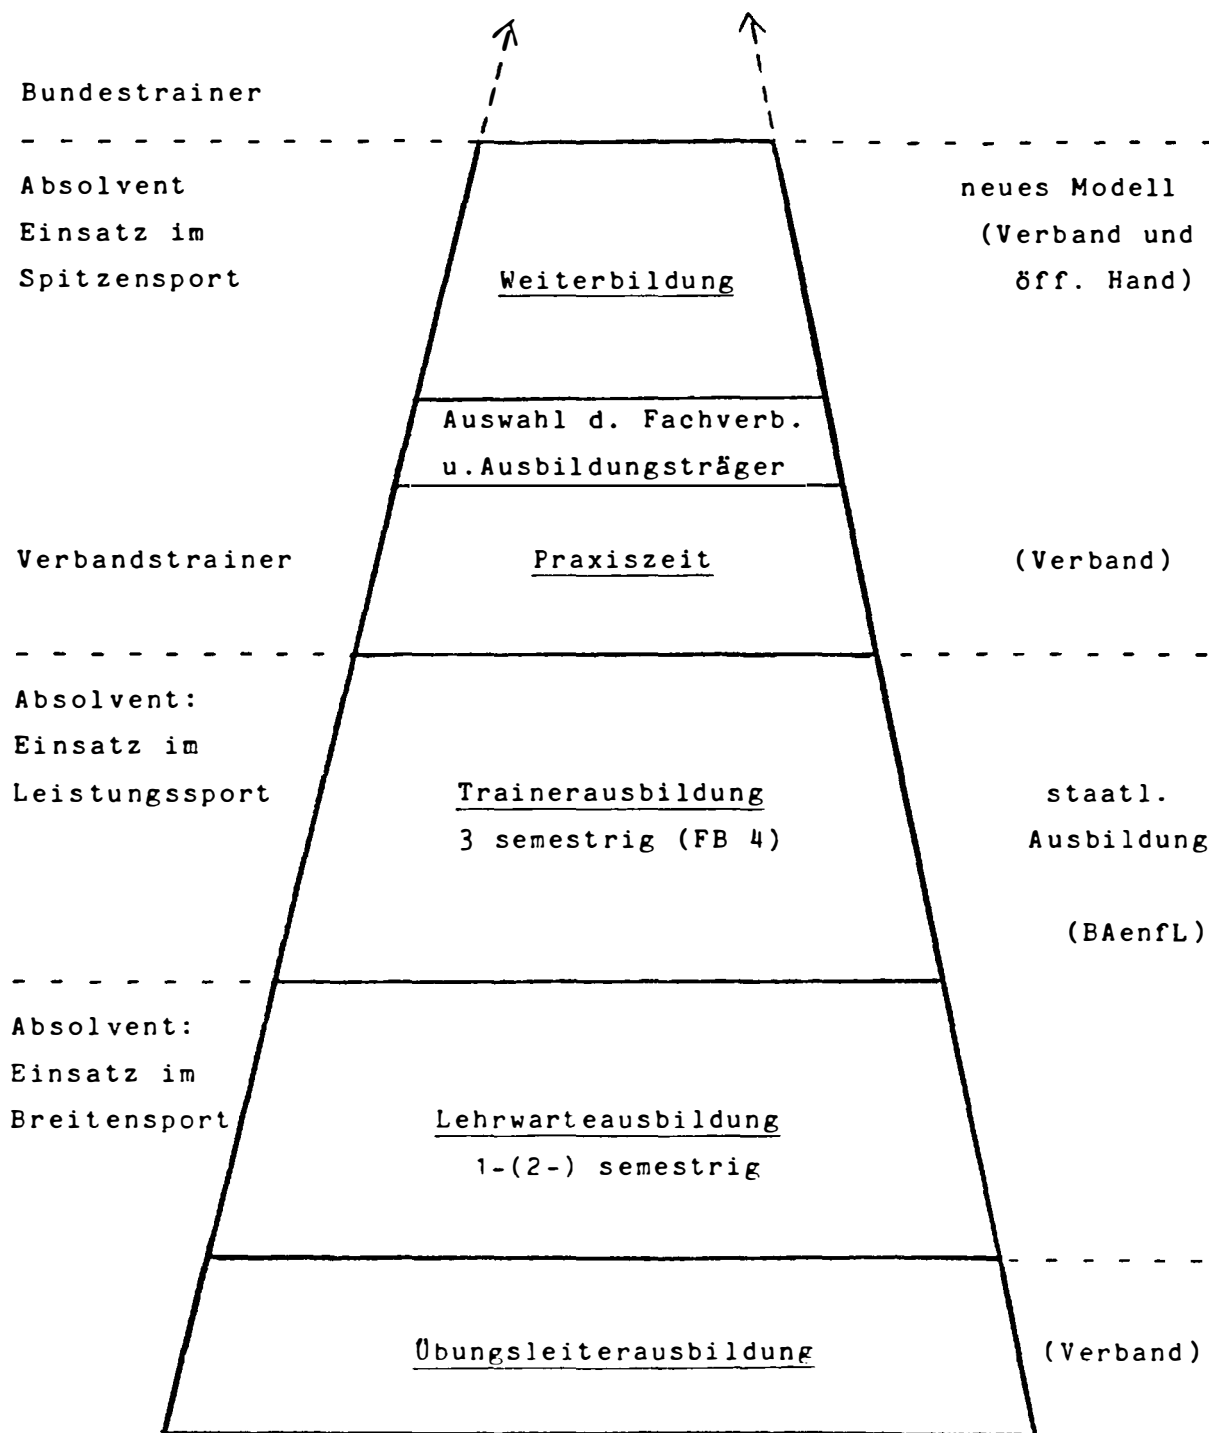 Bundestrainer
Absolvent
Einsatz im
Spitzensport
neues Modell
(Verband und
öff. Hand)
Weiterbildung
Auswahl d. Fachverb.
u.Ausbildungsträger
Verbandstrainer
Praxiszeit
(Verband)
Absolvent:
Einsatz im
Leistungssport
Trainerausbildung
3 semestrig (FB 4)
staatl.
Ausbildung
(BAenfL)
Absolvent:
Einsatz im
Breitensport
Lehrwarteausbildung
1-(2-) semestrig
Übungsleiterausbildung
(Verband)